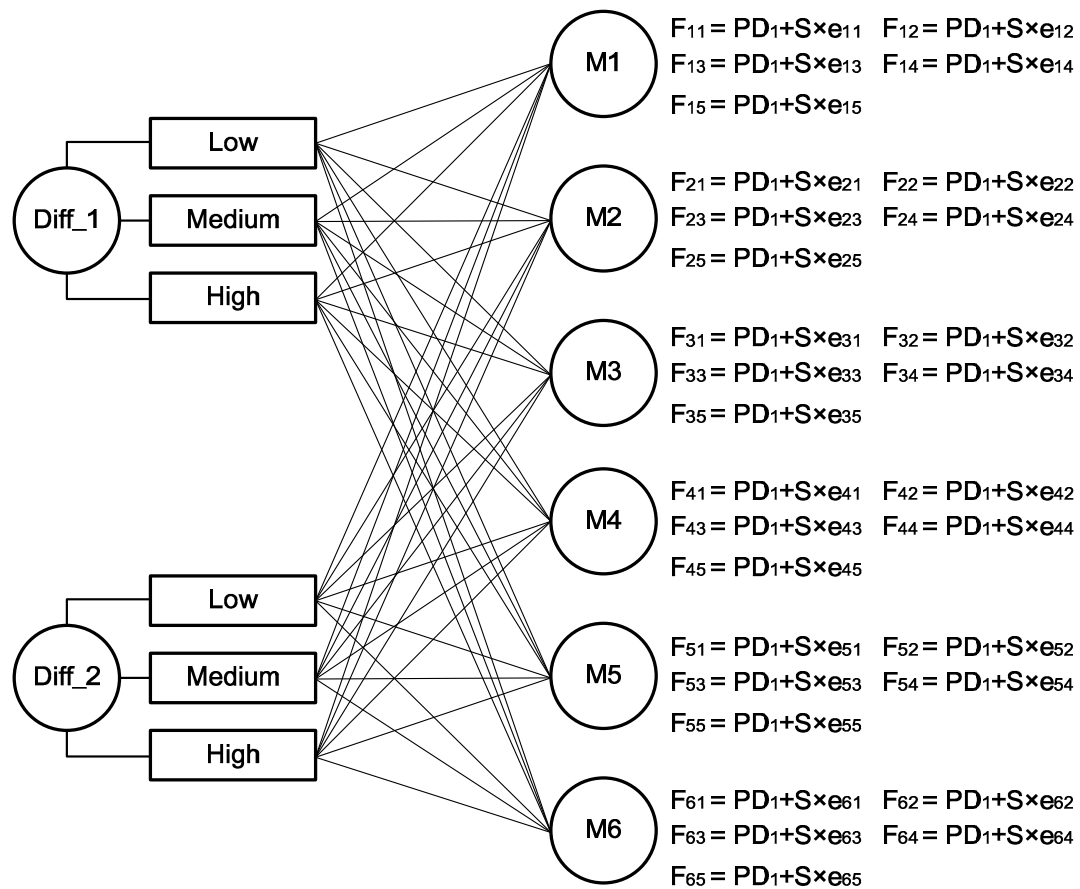 M1
F11 = PD1+S×e11 F12 = PD1+S×e12
F13 = PD1+S×e13 F14 = PD1+S×e14
F15 = PD1+S×e15
Low
Diff_1
Medium
High
M2
F21 = PD1+S×e21 F22 = PD1+S×e22
F23 = PD1+S×e23 F24 = PD1+S×e24
F25 = PD1+S×e25
M3
F31 = PD1+S×e31 F32 = PD1+S×e32
F33 = PD1+S×e33 F34 = PD1+S×e34
F35 = PD1+S×e35
M4
F41 = PD1+S×e41 F42 = PD1+S×e42
F43 = PD1+S×e43 F44 = PD1+S×e44
F45 = PD1+S×e45
Low
Diff_2
Medium
High
M5
F51 = PD1+S×e51 F52 = PD1+S×e52
F53 = PD1+S×e53 F54 = PD1+S×e54
F55 = PD1+S×e55
M6
F61 = PD1+S×e61 F62 = PD1+S×e62
F63 = PD1+S×e63 F64 = PD1+S×e64
F65 = PD1+S×e65